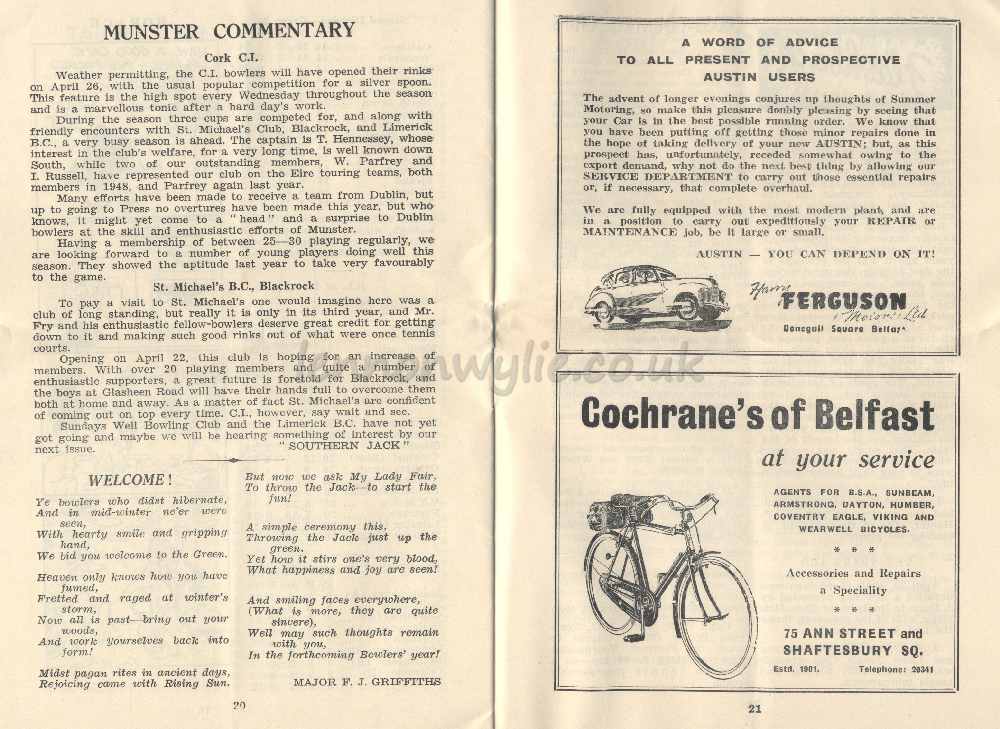 MUNSTER COMMENTARY
Cork C.I.
Weather permitting, the C.I. bowlers will have opened their rinks
on April 26, with the usual popular competition for a silver spoon.
This feature is the high spot every Wednesday throughout the season
and is a marvellous tonic after a hard day's work.
During the season three cups are competed for, and along with
friendly encounters with St. Michael's Club, Blackrock, and Limerick
B.C., a very busy season is ahead. The captain is T. Hennessey, whose
interest in the club's welfare, for a very long time, is well known down
South, while two of our outstanding members, W. Parfrey and
I. Russell, have represented our club on the Eire touring teams, both
members in 1948, and Parfrey again last year.
Many efforts have been made to receive a team from Dublin, but
up to going to Press no overtures have been made this year, but who
knows, it might yet come to a "head" and a surprise to Dublin
bowlers at the skill and enthusiastic efforts of Munster.
Having a membership of between 25—30 playing regularly, we
are looking forward to a number of young players doing well this
season. They showed the aptitude last year to take very favourably
to the game.
St. Michael's B.C., Blackrock
To pay a visit to St. Michael's one would imagine here was a
club of long standing, but really it is only in its third year, and Mr.
Fry and his enthusiastic fellow-bowlers deserve great credit for getting
down to it and making such good rinks out of what were once tennis
courts.
Opening on April 22, this club is hoping for an increase of
members. With over 20 playing members and quite a number of
enthusiastic supporters, a great future is foretold for Blackrock, and
the boys at Glasheen Road will have their hands full to overcome them
both at home and away. As a matter of fact St. Michael's are confident
of coming out on top every time. C.I., however, say wait and see.
Sundays Well Bowling Club and the Limerick B.C. have not yet
got going and maybe we will be hearing something of interest by our
next issue. "SOUTHERN JACK"
WELCOME!
Ye bowlers who didst hibernate,
And in mid-winter ne'er were
seen,
With hearty smile and gripping
hand,
We bid you welcome to the Green.
Heaven only knows how you have
fumed,
Fretted and raged at winter's
storm,
Now all is past—bring out your
woods,
And work yourselves back into
form!
Midst pagan rites in ancient days,
Rejoicing came with Rising Sun.
But now we ask My Lady Fair,
To throw the Jack—to start the
fun!
A simple ceremony this,
Throwing the Jack just up the
green.
Yet how it stirs one's very blood,
What happiness and joy are seen!
And smiling faces everywhere,
(What is more, they are quite
sincere),
Well may such thoughts remain
with you,
In the forthcoming Bowlers' year!
MAJOR F. J. GRIFFITHS
20
A WORD OF ADVICE
TO ALL PRESENT AND PROSPECTIVE
AUSTIN USERS
The advent of longer evenings conjures up thoughts of Summer
Motoring, so make this pleasure doubly pleasing by seeing that
your Car is in the best possible running order. We know that
you have been putting off getting those minor repairs done in
the hope of taking delivery of your new AUSTIN; but, as this
prospect has, unfortunately, receded somewhat owing to the
export demand, why not do the next best thing by allowing our
SERVICE DEPARTMENT to carry out those essential repairs
or, if necessary, that complete overhaul.
We are fully equipped with the most modern plant, and are
in a position to carry out expeditiously your REPAIR or
MAINTENANCE job, be it large or small.
AUSTIN — YOU CAN DEPEND ON IT!
Harry
FERGUSON
Motors Ltd
Donegall Square Belfast
lennonwylie.co.uk
Cochrane's of Belfast
at your service
AGENTS FOR B.S.A., SUNBEAM,
ARMSTRONG, DAYTON, HUMBER,
COVENTRY EAGLE, VIKING AND
WEARWELL BICYCLES.
* * *
Accessories and Repairs
a Speciality
* * *
75 ANN STREET and
SHAFTESBURY SQ.
Estd. 1901. Telephone: 20341
21